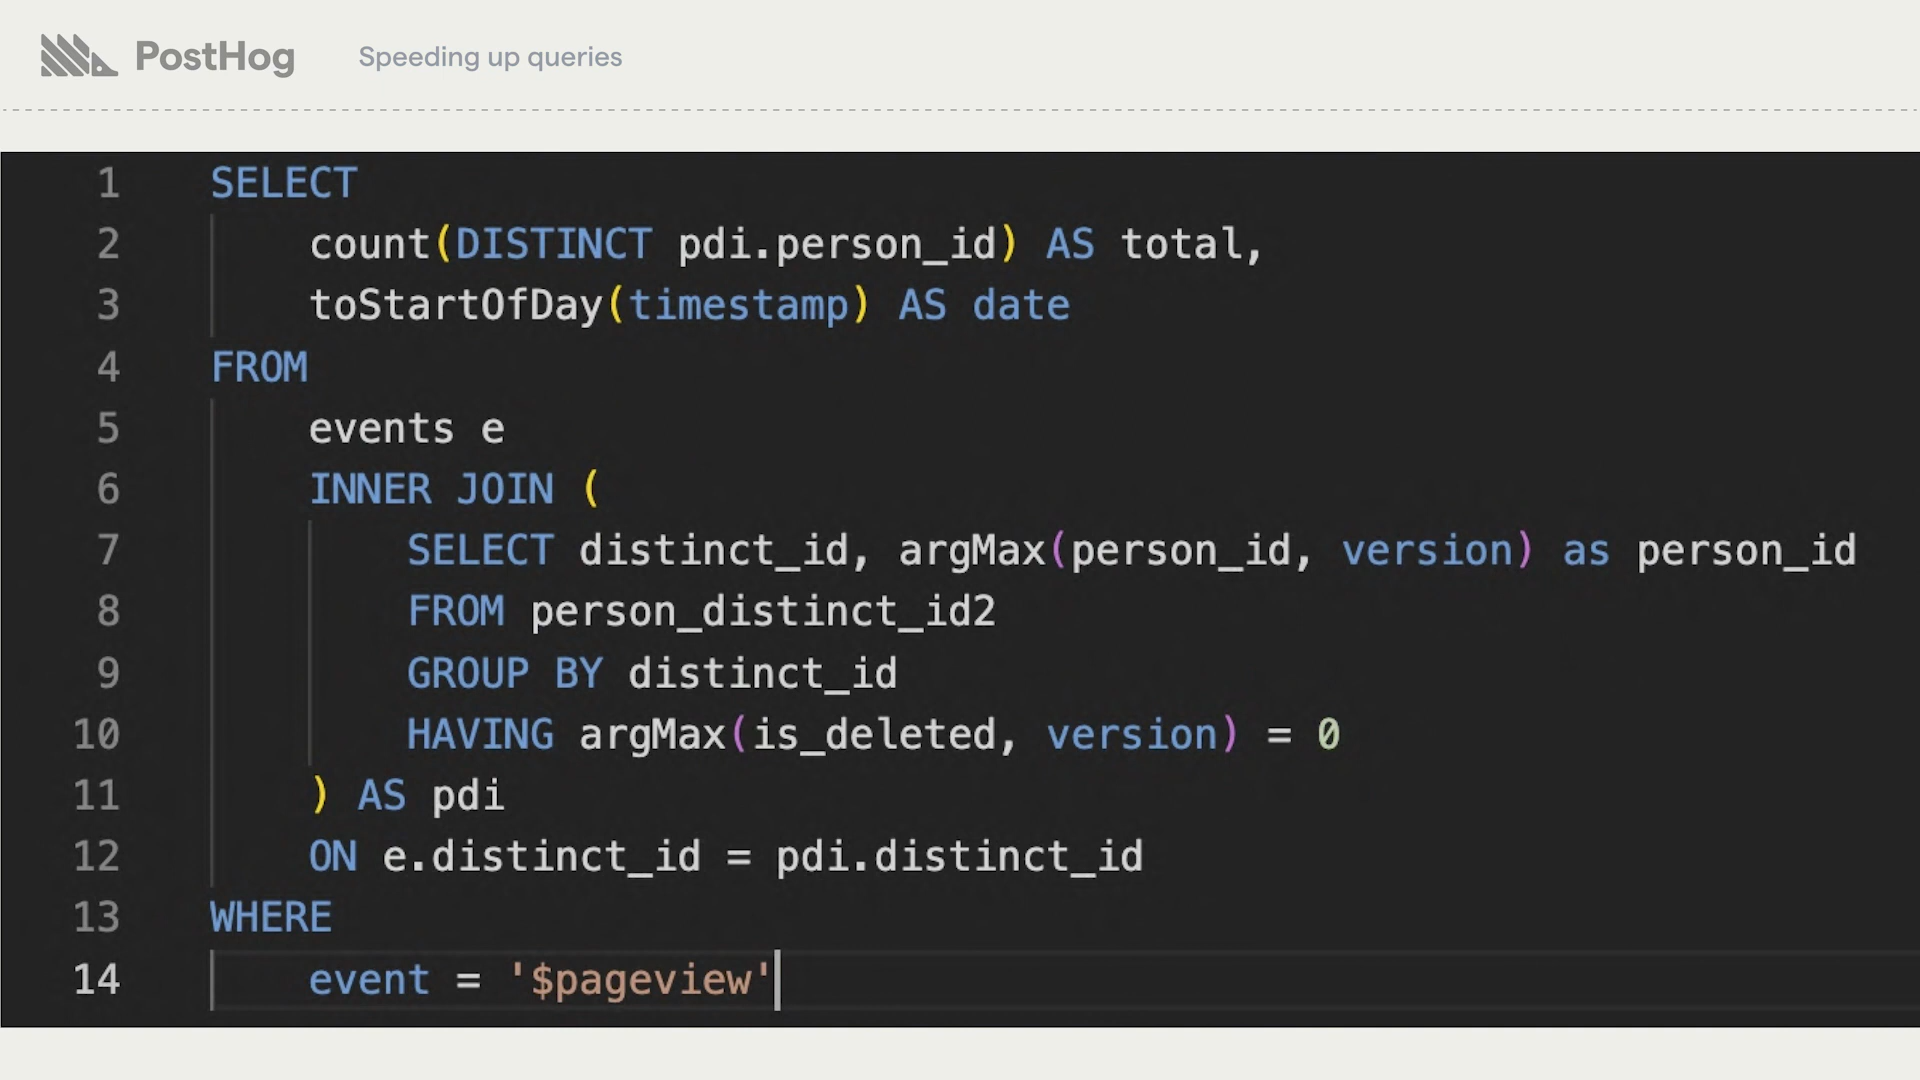 PostHog Speeding up queries
1 SELECT
2 count(DISTINCT pdi.person_id) AS total,
3 toStartOfDay(timestamp) AS date
4 FROM
5 events e
6 INNER JOIN (
7 SELECT distinct_id, argMax(person_id, version) as person_id
8 FROM person_distinct_id2
9 GROUP BY distinct_id
10 HAVING argMax(is_deleted, version) = 0
11 ) AS pdi
12 ON e.distinct_id = pdi.distinct_id
13 WHERE
14 event = '$pageview'